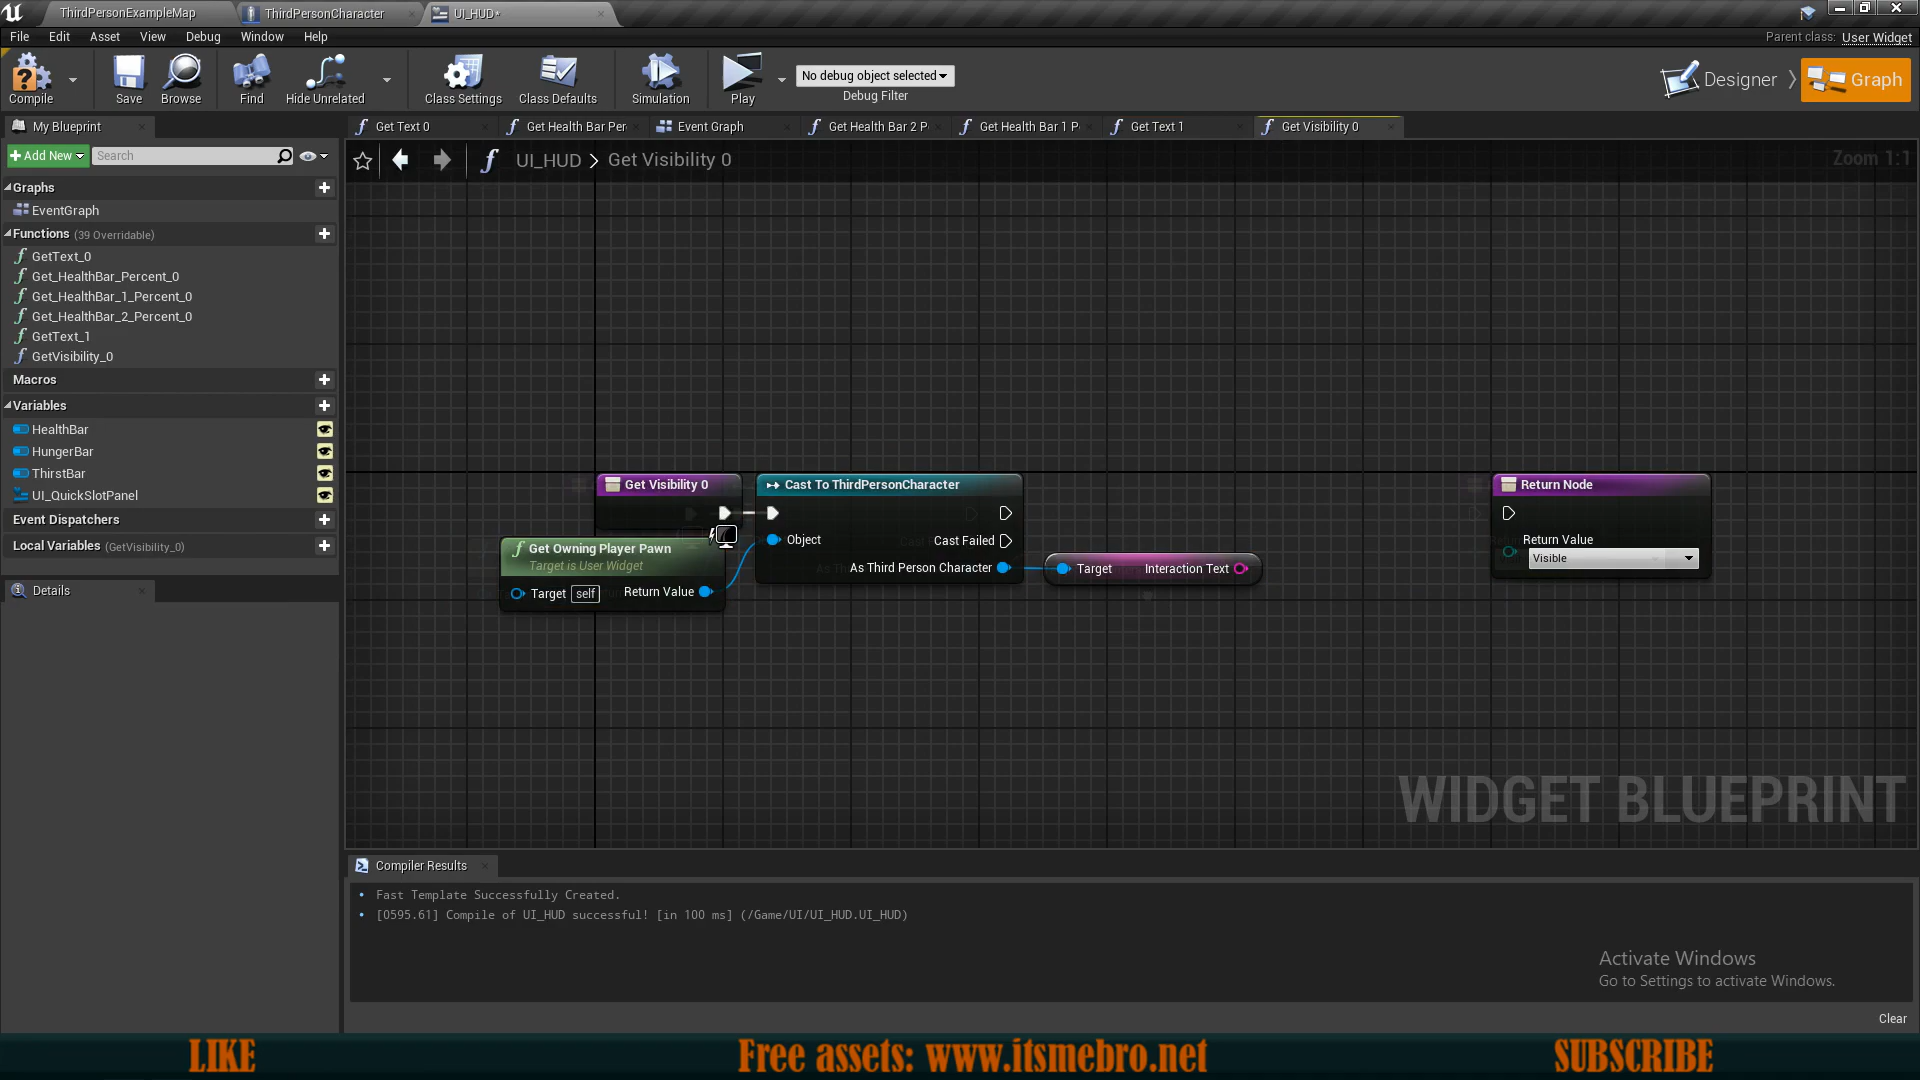 ThirdPersonExampleMap
ThirdPersonCharacter
UI_HUD*
File Edit Asset View Debug Window Help
Parent class: User Widget
Compile
Save
Browse
Find
Hide Unrelated
Class Settings
Class Defaults
Simulation
Play
No debug object selected
Debug Filter
Designer
Graph
My Blueprint
Get Text 0
Get Health Bar Per
Event Graph
Get Health Bar 2 P
Get Health Bar 1 P
Get Text 1
Get Visibility 0
Add New
Search
UI_HUD > Get Visibility 0
Zoom 1:1
Graphs
EventGraph
Functions (39 Overridable)
GetText_0
Get_HealthBar_Percent_0
Get_HealthBar_1_Percent_0
Get_HealthBar_2_Percent_0
GetText_1
GetVisibility_0
Macros
Variables
HealthBar
HungerBar
ThirstBar
UI_QuickSlotPanel
Event Dispatchers
Local Variables (GetVisibility_0)
Details
Get Visibility 0
Get Owning Player Pawn
Target is User Widget
Target self
Return Value
Cast To ThirdPersonCharacter
Object
Cast Failed
As Third Person Character
Target
Interaction Text
Return Node
Return Value
Visible
WIDGET BLUEPRINT
Compiler Results
Fast Template Successfully Created.
[0595.61] Compile of UI_HUD successful! [in 100 ms] (/Game/UI/UI_HUD.UI_HUD)
Activate Windows
Go to Settings to activate Windows.
Clear
LIKE
Free assets: www.itsmebro.net
SUBSCRIBE